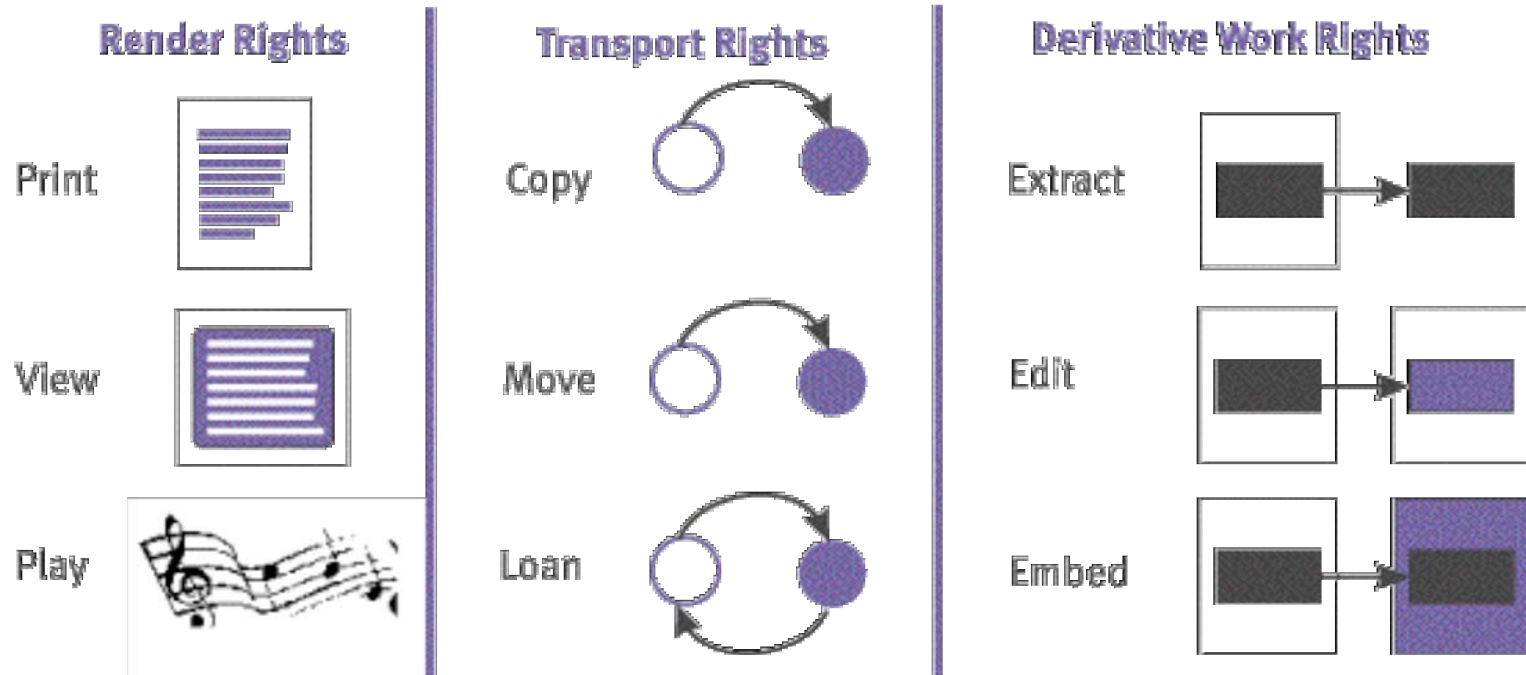 Render Rights
Print
View
Play
Transport Rights
Copy
Move
Loan
Derivative Work Rights
Extract
Edit
Embed